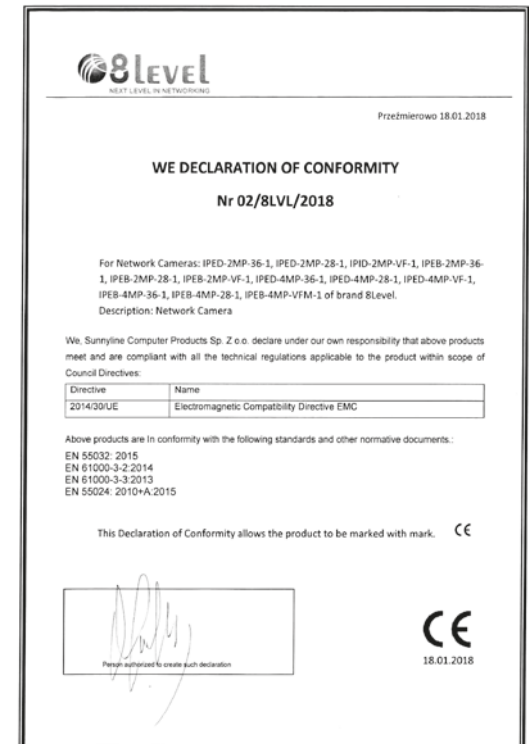 8LEVEL
NEXT LEVEL IN NETWORKING
Przeźmierowo 18.01.2018
WE DECLARATION OF CONFORMITY
Nr 02/8LVL/2018
For Network Cameras: IPED-2MP-36-1, IPED-2MP-28-1, IPID-2MP-VF-1, IPEB-2MP-36-
1, IPEB-2MP-28-1, IPEB-2MP-VF-1, IPED-4MP-36-1, IPED-4MP-28-1, IPED-4MP-VF-1,
IPEB-4MP-36-1, IPEB-4MP-28-1, IPEB-4MP-VFM-1 of brand 8Level.
Description: Network Camera
We, Sunnyline Computer Products Sp. Z o.o. declare under our own responsibility that above products
meet and are compliant with all the technical regulations applicable to the product within scope of
Council Directives:
Directive Name
2014/30/UE Electromagnetic Compatibility Directive EMC
Above products are In conformity with the following standards and other normative documents.:
EN 55032: 2015
EN 61000-3-2:2014
EN 61000-3-3:2013
EN 55024: 2010+A:2015
This Declaration of Conformity allows the product to be marked with mark. CE
Person authorized to create such declaration
CE
18.01.2018